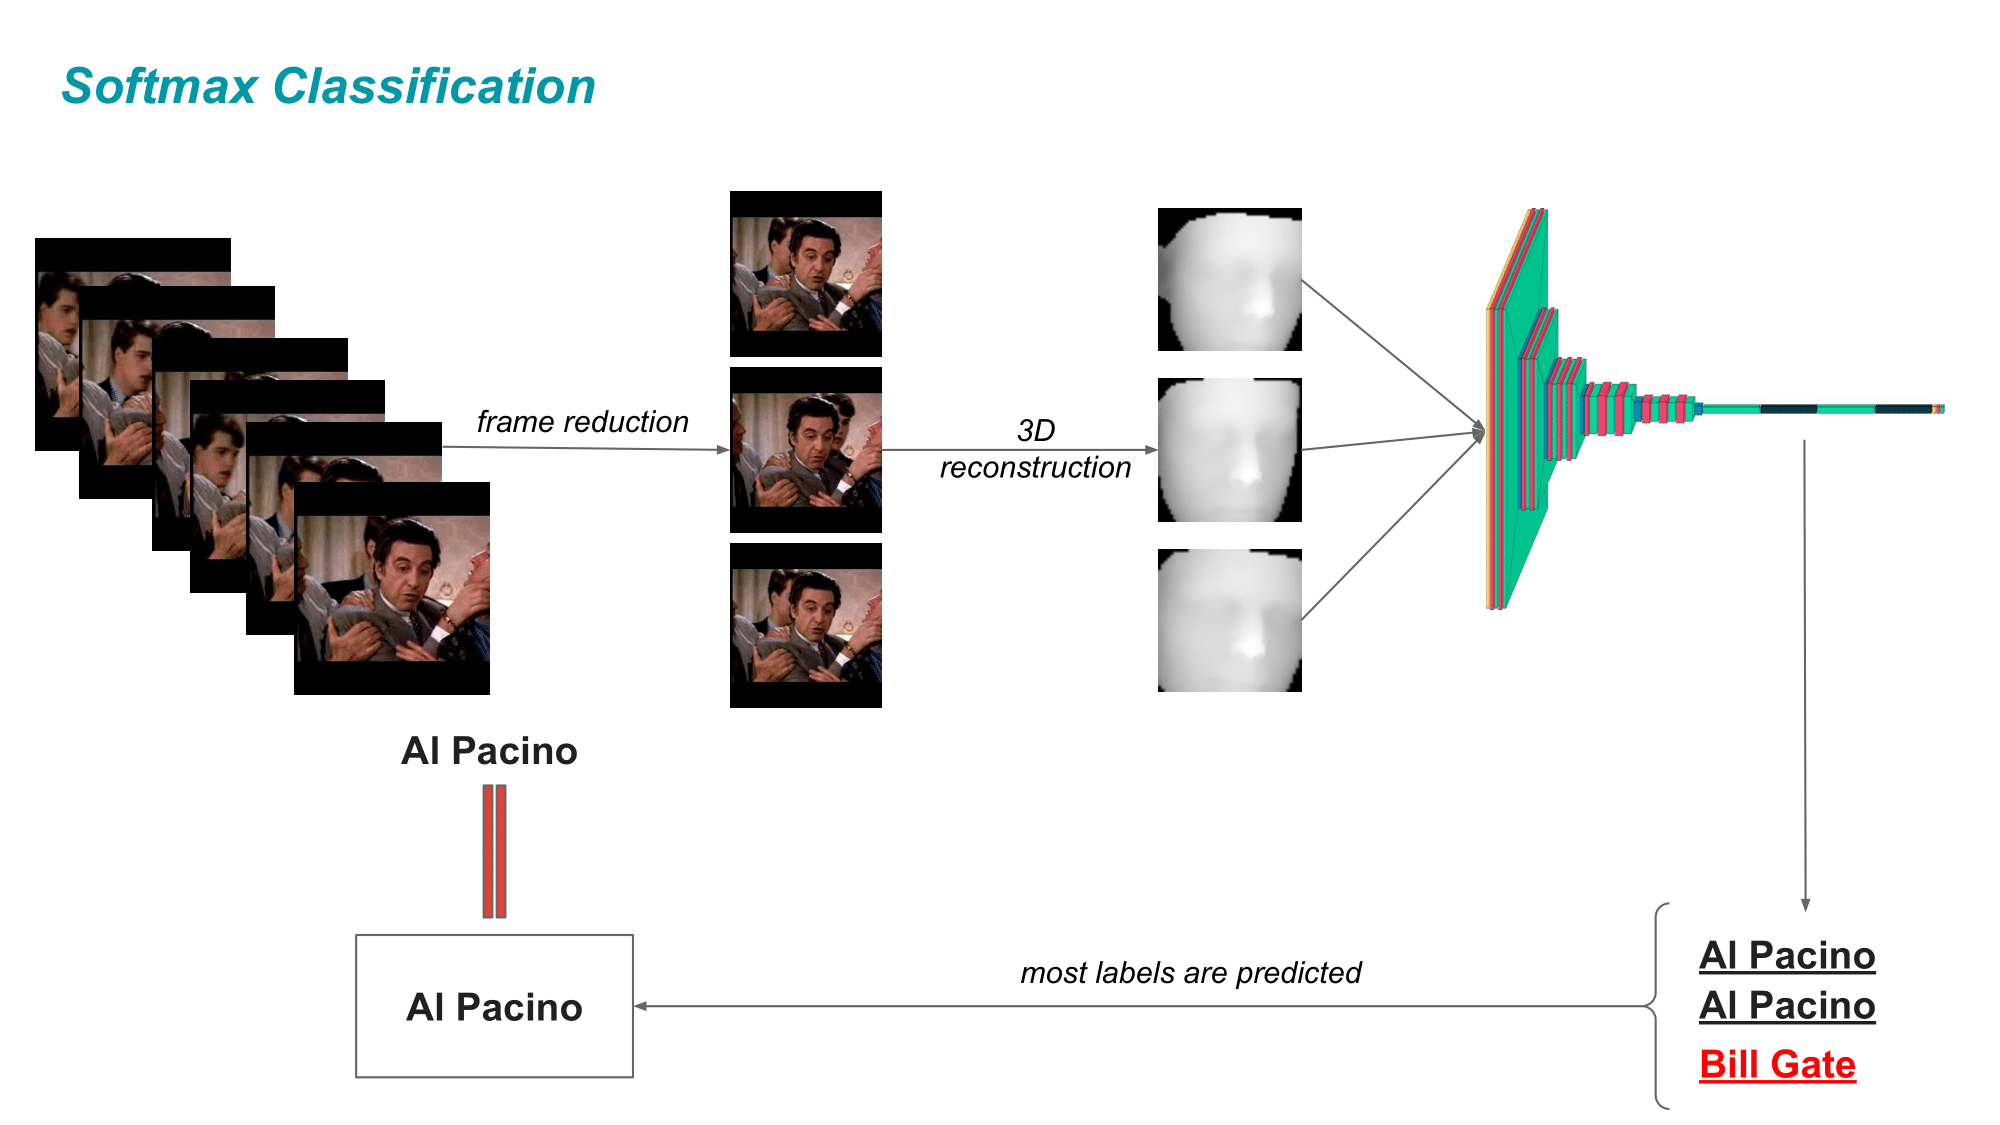 Softmax Classification
frame reduction
3D
reconstruction
Al Pacino
Al Pacino
most labels are predicted
Al Pacino
Al Pacino
Bill Gate